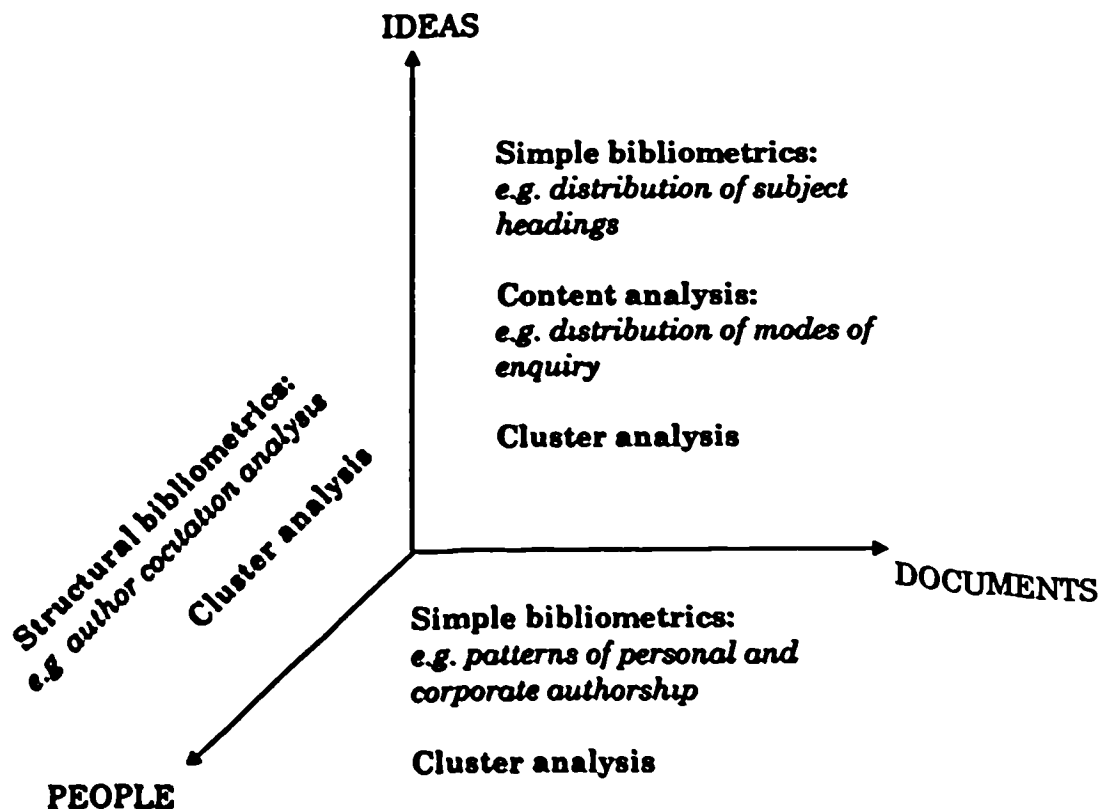 IDEAS
Simple bibliometrics:
e.g. distribution of subject
headings
Content analysis:
e.g. distribution of modes of
enquiry
Cluster analysis
Structural bibliometrics:
e.g author cocitation analysis
Cluster analysis
DOCUMENTS
Simple bibliometrics:
e.g. patterns of personal and
corporate authorship
Cluster analysis
PEOPLE